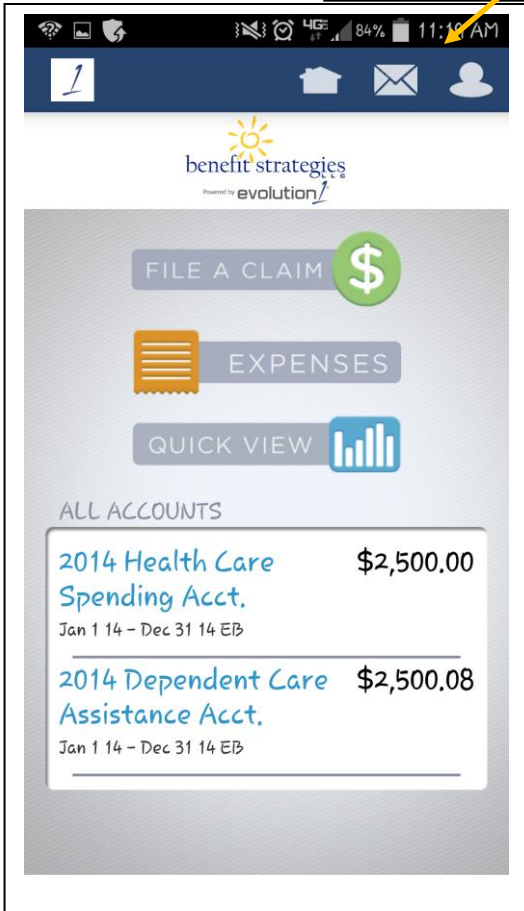 4G 84% 11:19 AM
1
benefit strategies
LLC
Powered by evolution1
FILE A CLAIM $
EXPENSES
QUICK VIEW
ALL ACCOUNTS
2014 Health Care $2,500.00
Spending Acct.
Jan 1 14 - Dec 31 14 EB
2014 Dependent Care $2,500.08
Assistance Acct.
Jan 1 14 - Dec 31 14 EB